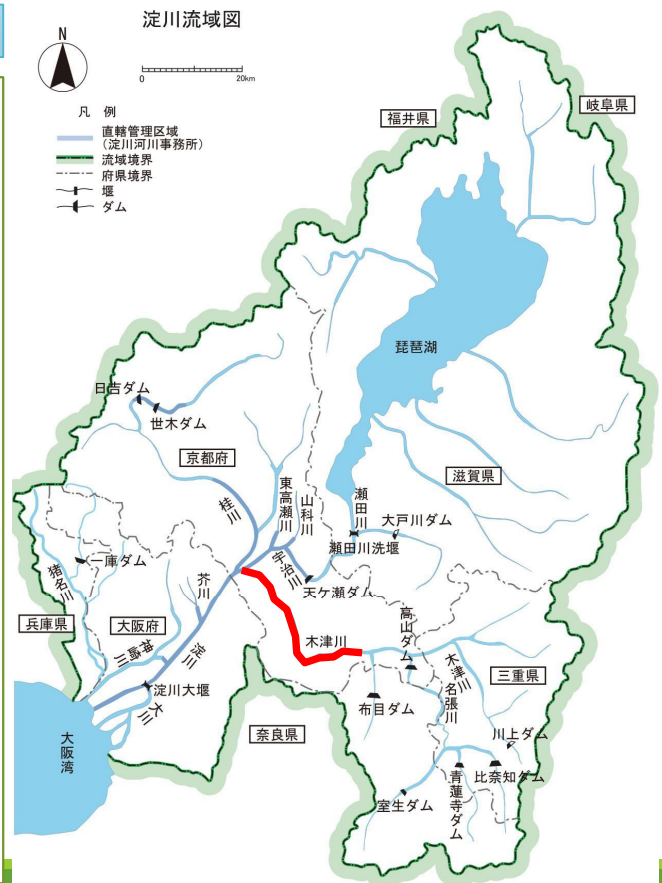 淀川流域図
N
0 20km
凡 例
直轄管理区域
(淀川河川事務所)
流域境界
府県境界
堰
ダム
福井県
岐阜県
琵琶湖
日吉ダム
世木ダム
京都府
滋賀県
桂川
東高瀬川
山科川
瀬田川
大戸川ダム
瀬田川洗堰
宇治川
天ケ瀬ダム
一庫ダム
猪名川
芥川
兵庫県
大阪府
神崎川
淀川
木津川
高山ダム
木津川
名張川
三重県
淀川大堰
大川
布目ダム
奈良県
川上ダム
大阪湾
比奈知ダム
青蓮寺ダム
室生ダム